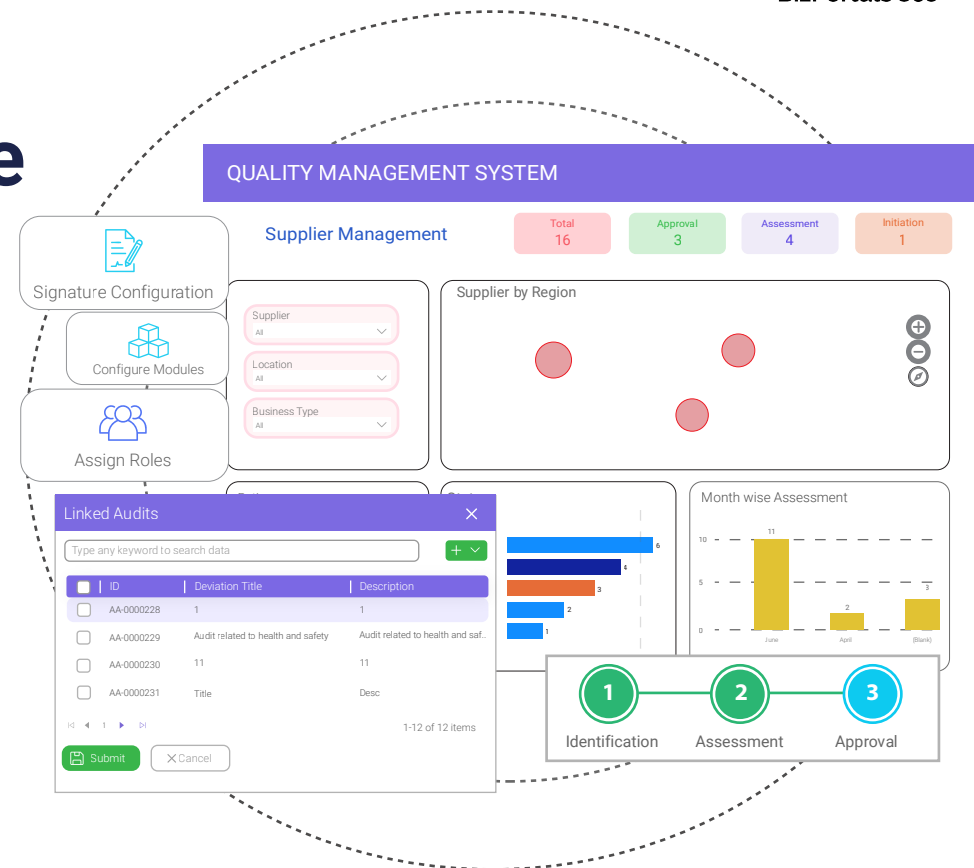 e
QUALITY MANAGEMENT SYSTEM
Supplier Management
Total
16
Approval
3
Assessment
4
Initiation
1
Signature Configuration
Configure Modules
Assign Roles
Supplier
All
Location
All
Business Type
All
Supplier by Region
Month wise Assessment
10
5
0
11
2
3
June
April
(Blank)
6
4
3
2
1
Linked Audits
Type any keyword to search data
ID
Deviation Title
Description
AA-0000228
1
1
AA-0000229
Audit related to health and safety
Audit related to health and saf..
AA-0000230
11
11
AA-0000231
Title
Desc
1
1-12 of 12 items
Submit
Cancel
1
2
3
Identification
Assessment
Approval